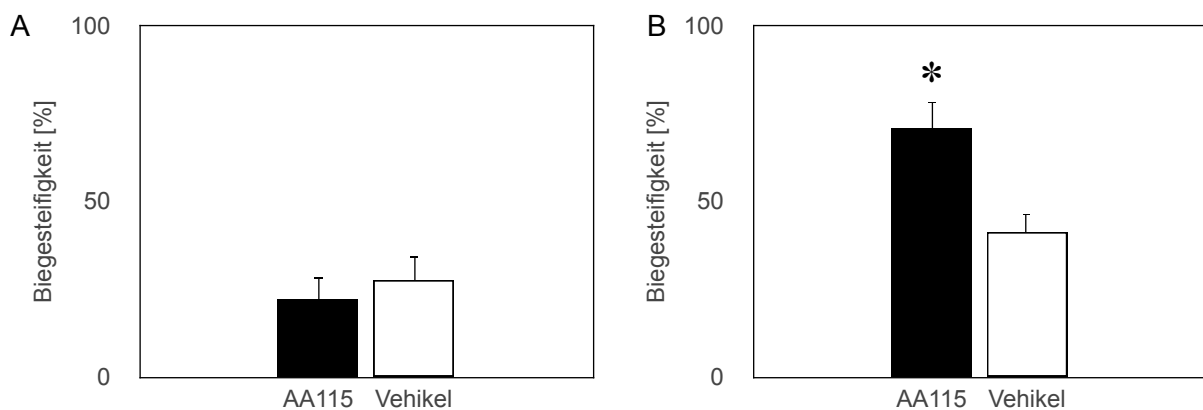 A
Biegesteifigkeit [%]
100
50
0
AA115 Vehikel
B
Biegesteifigkeit [%]
100
50
0
*
AA115 Vehikel